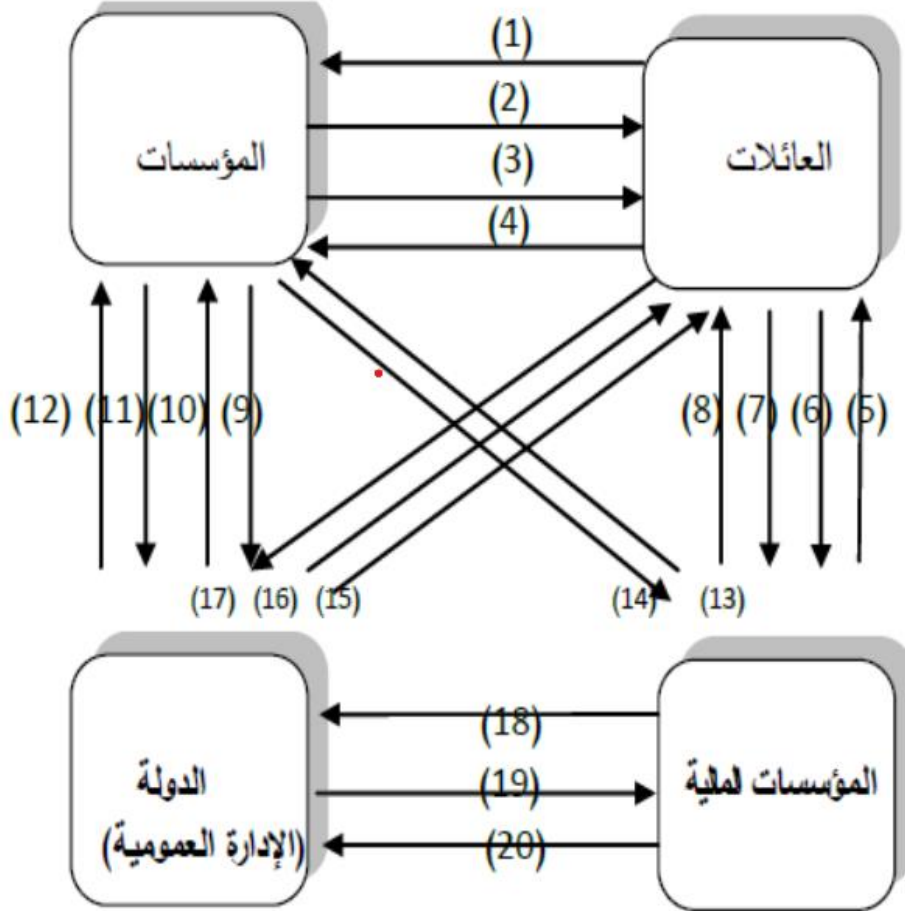 (1)
(2)
(3)
(4)
المؤسسات
العائلات
(12) (11) (10) (9)
(8) (7) (6) (5)
(17) (16) (15)
(14) (13)
(18)
(19)
(20)
الدولة
(الإدارة العمومية)
المؤسسات المالية